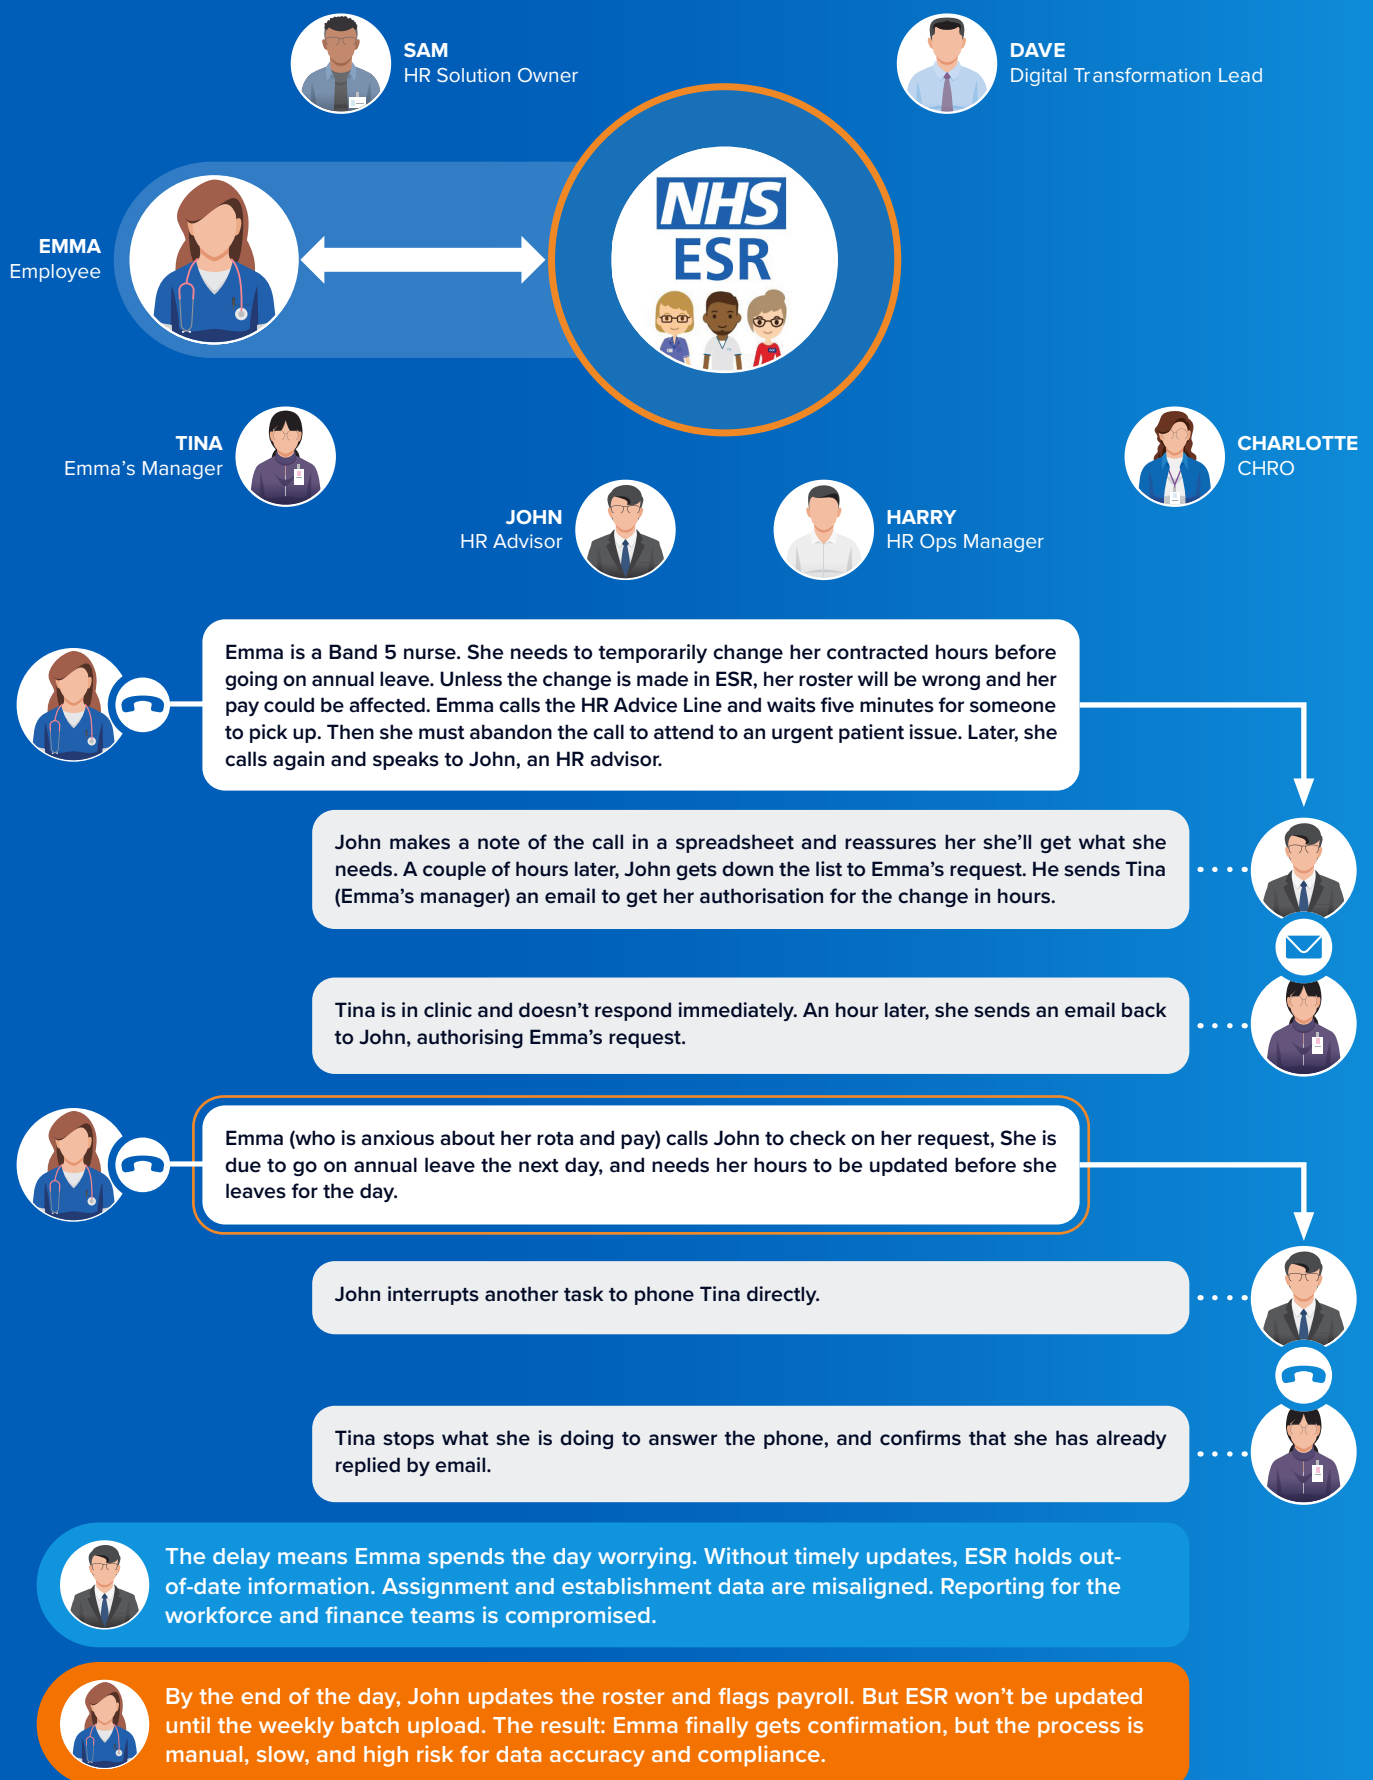 SAM
HR Solution Owner
DAVE
Digital Transformation Lead
NHS
ESR
EMMA
Employee
TINA
Emma's Manager
CHARLOTTE
CHRO
JOHN
HR Advisor
HARRY
HR Ops Manager
Emma is a Band 5 nurse. She needs to temporarily change her contracted hours before
going on annual leave. Unless the change is made in ESR, her roster will be wrong and her
pay could be affected. Emma calls the HR Advice Line and waits five minutes for someone
to pick up. Then she must abandon the call to attend to an urgent patient issue. Later, she
calls again and speaks to John, an HR advisor.
John makes a note of the call in a spreadsheet and reassures her she'll get what she
needs. A couple of hours later, John gets down the list to Emma's request. He sends Tina
(Emma's manager) an email to get her authorisation for the change in hours.
Tina is in clinic and doesn't respond immediately. An hour later, she sends an email back
to John, authorising Emma's request.
Emma (who is anxious about her rota and pay) calls John to check on her request, She is
due to go on annual leave the next day, and needs her hours to be updated before she
leaves for the day.
John interrupts another task to phone Tina directly.
Tina stops what she is doing to answer the phone, and confirms that she has already
replied by email.
The delay means Emma spends the day worrying. Without timely updates, ESR holds out-
of-date information. Assignment and establishment data are misaligned. Reporting for the
workforce and finance teams is compromised.
By the end of the day, John updates the roster and flags payroll. But ESR won't be updated
until the weekly batch upload. The result: Emma finally gets confirmation, but the process is
manual, slow, and high risk for data accuracy and compliance.